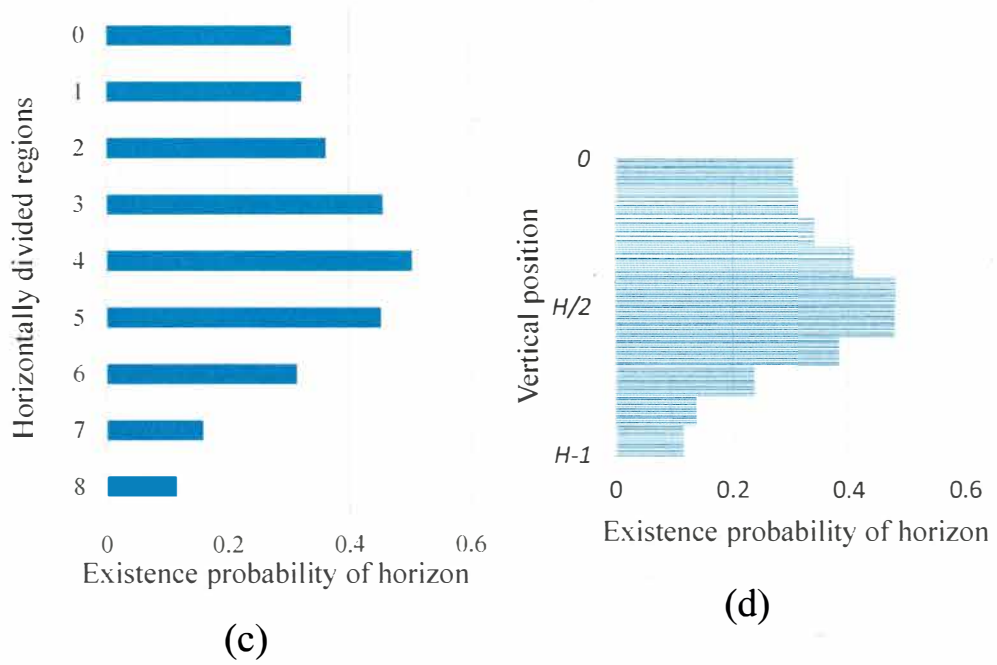 Horizontally divided regions
0
1
2
3
4
5
6
7
8
0 0.2 0.4 0.6
Existence probability of horizon
(c)
Vertical position
0
H/2
H-1
0 0.2 0.4 0.6
Existence probability of horizon
(d)